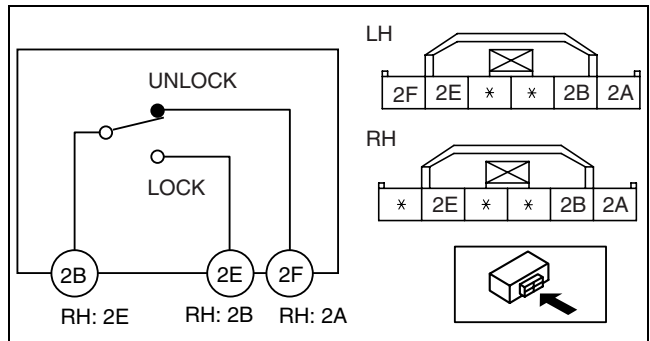 UNLOCK
LOCK
2B 2E 2F
RH: 2E RH: 2B RH: 2A
LH
2F 2E * * 2B 2A
RH
* 2E * * 2B 2A